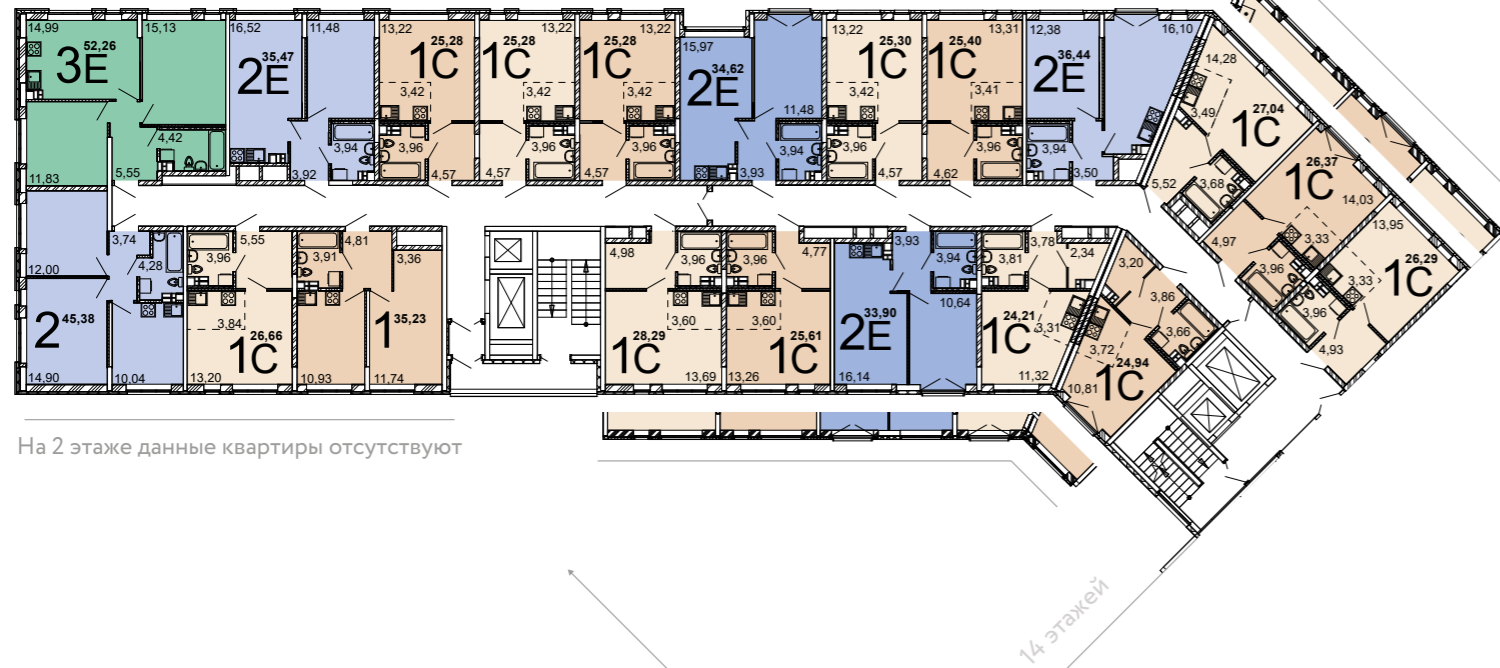 14,99 15,13 16,52 11,48 13,22 13,22 13,22 15,97 13,22 13,31 12,38 16,10
3Е 52,26 2Е 35,47 1С 25,28 1С 25,28 1С 25,28 2Е 34,62 1С 25,30 1С 25,40 2Е 36,44
14,28
3,42 3,42 3,42 11,48 3,42 3,41 3,49 1С 27,04
4,42 3,94 3,96 3,96 3,96 3,94 3,96 3,96 3,94
1С 26,37
11,83 5,55 3,92 4,57 4,57 4,57 3,93 4,57 4,62 3,50 5,52 3,68
14,03 13,95
3,74 5,55 4,81 4,98 4,77 3,93 3,78 4,97 3,33
12,00 4,28 3,96 3,91 3,36 3,96 3,96 3,94 3,81 2,34 3,20 3,96 3,33 1С 26,29
10,64 3,86 3,96
2 45,38 3,84 1С 26,66 1 35,23 1С 28,29 3,60 3,60 1С 25,61 2Е 33,90 1С 24,21 3,31 3,66 4,93
3,72 1С 24,94
14,90 10,04 13,20 10,93 11,74 13,69 13,26 16,14 11,32 10,81
На 2 этаже данные квартиры отсутствуют
14 этажей